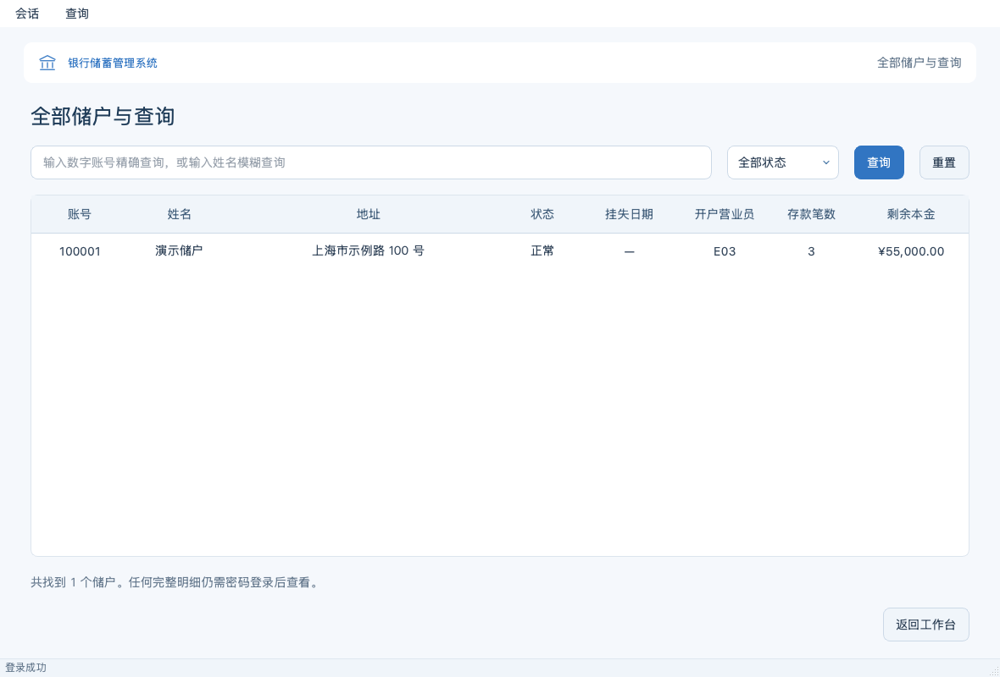 会话 查询
银行储蓄管理系统 全部储户与查询
全部储户与查询
输入数字账号精确查询，或输入姓名模糊查询 全部状态 查询 重置
账号 姓名 地址 状态 挂失日期 开户营业员 存款笔数 剩余本金
100001 演示储户 上海市示例路 100 号 正常 — E03 3 ¥55,000.00
共找到 1 个储户。任何完整明细仍需密码登录后查看。
返回工作台
登录成功